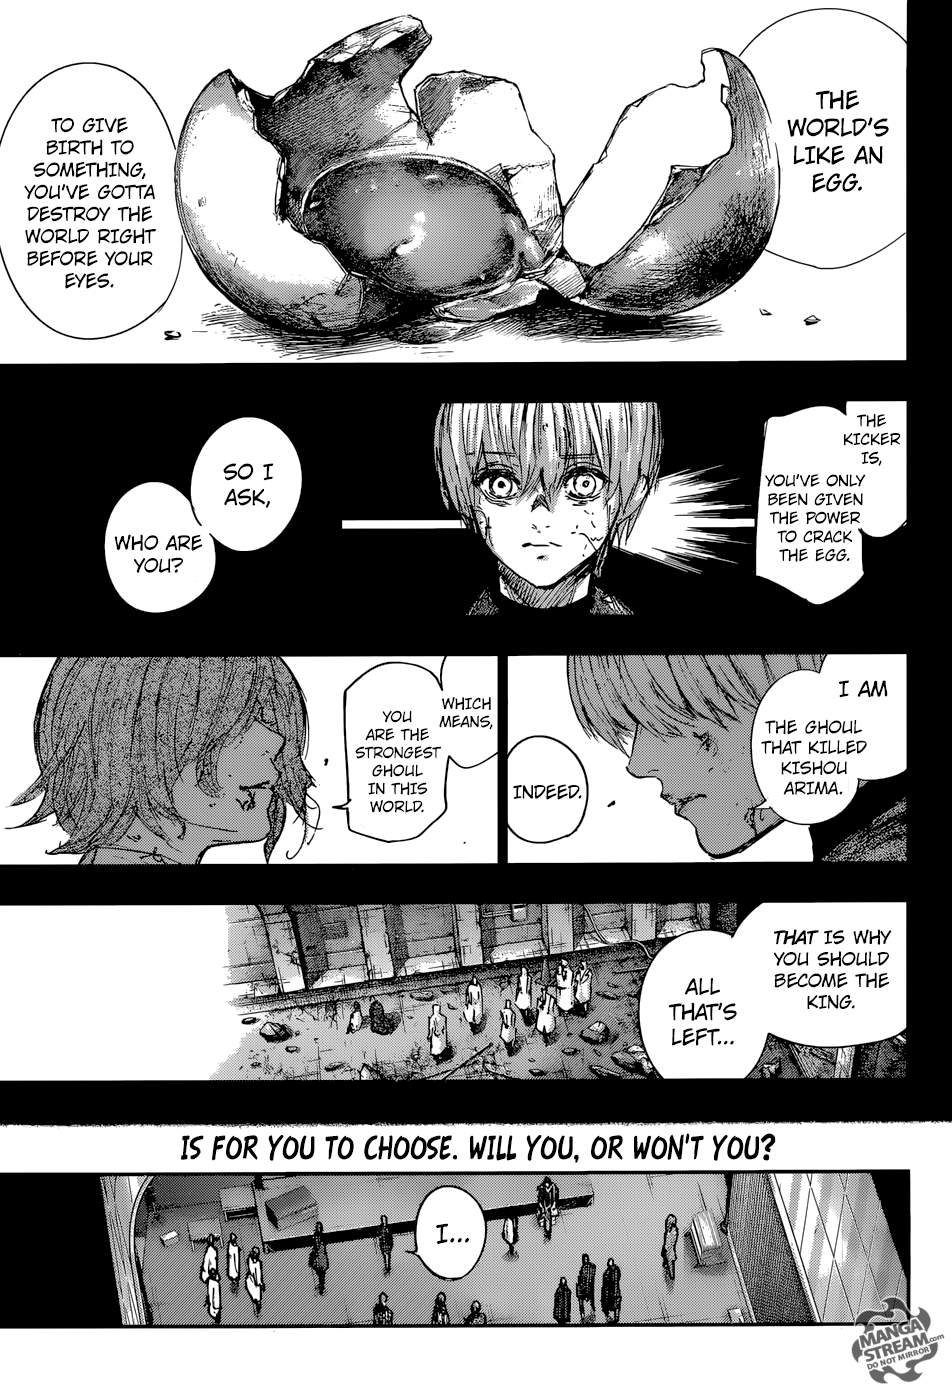 THE
WORLD'S
LIKE AN
EGG.
TO GIVE
BIRTH TO
SOMETHING,
YOU'VE GOTTA
DESTROY THE
WORLD RIGHT
BEFORE YOUR
EYES.
THE
KICKER
IS,
YOU'VE ONLY
BEEN GIVEN
THE POWER
TO CRACK
THE EGG.
SO I
ASK,
WHO ARE
YOU?
I AM
THE GHOUL
THAT KILLED
KISHOU
ARIMA.
INDEED.
WHICH
MEANS,
YOU
ARE THE
STRONGEST
GHOUL
IN THIS
WORLD.
THAT IS WHY
YOU SHOULD
BECOME THE
KING.
ALL
THAT'S
LEFT...
IS FOR YOU TO CHOOSE. WILL YOU, OR WON'T YOU?
I...
MANGA
STREAM.com
DO NOT MIRROR